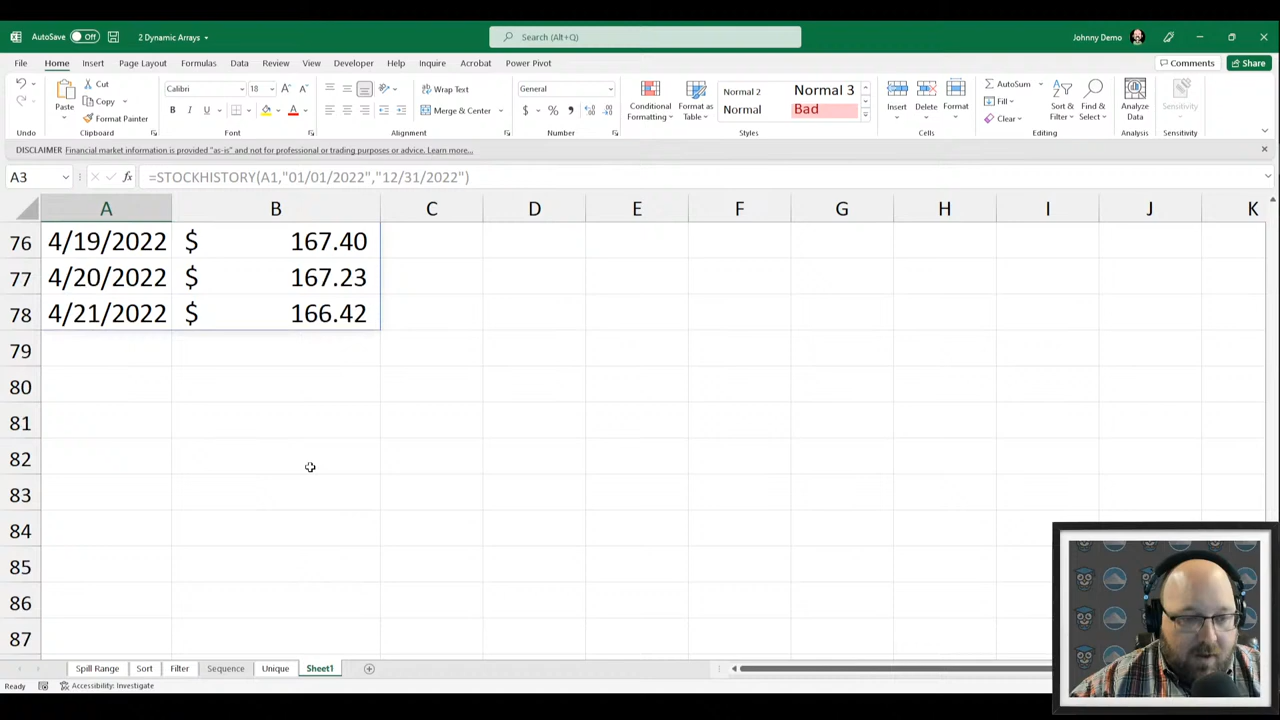 AutoSave Off 2 Dynamic Arrays Search (Alt+Q) Johnny Demo
File Home Insert Page Layout Formulas Data Review View Developer Help Inquire Acrobat Power Pivot Comments Share
Cut
Copy
Format Painter
Paste
Calibri
B I U A
Wrap Text
Merge & Center
General
$ % ,
Conditional Formatting
Format as Table
Normal 2 Normal 3
Normal Bad
Insert Delete Format
AutoSum
Fill
Clear
Sort & Filter
Find & Select
Analyze Data
Sensitivity
Undo Clipboard Font Alignment Number Styles Cells Editing Analysis Sensitivity
DISCLAIMER Financial market information is provided "as-is" and not for professional or trading purposes or advice. Learn more...
A3 fx =STOCKHISTORY(A1,"01/01/2022","12/31/2022")
A B C D E F G H I J K
76 4/19/2022 $ 167.40
77 4/20/2022 $ 167.23
78 4/21/2022 $ 166.42
79
80
81
82
83
84
85
86
87
Spill Range Sort Filter Sequence Unique Sheet1
Ready Accessibility: Investigate